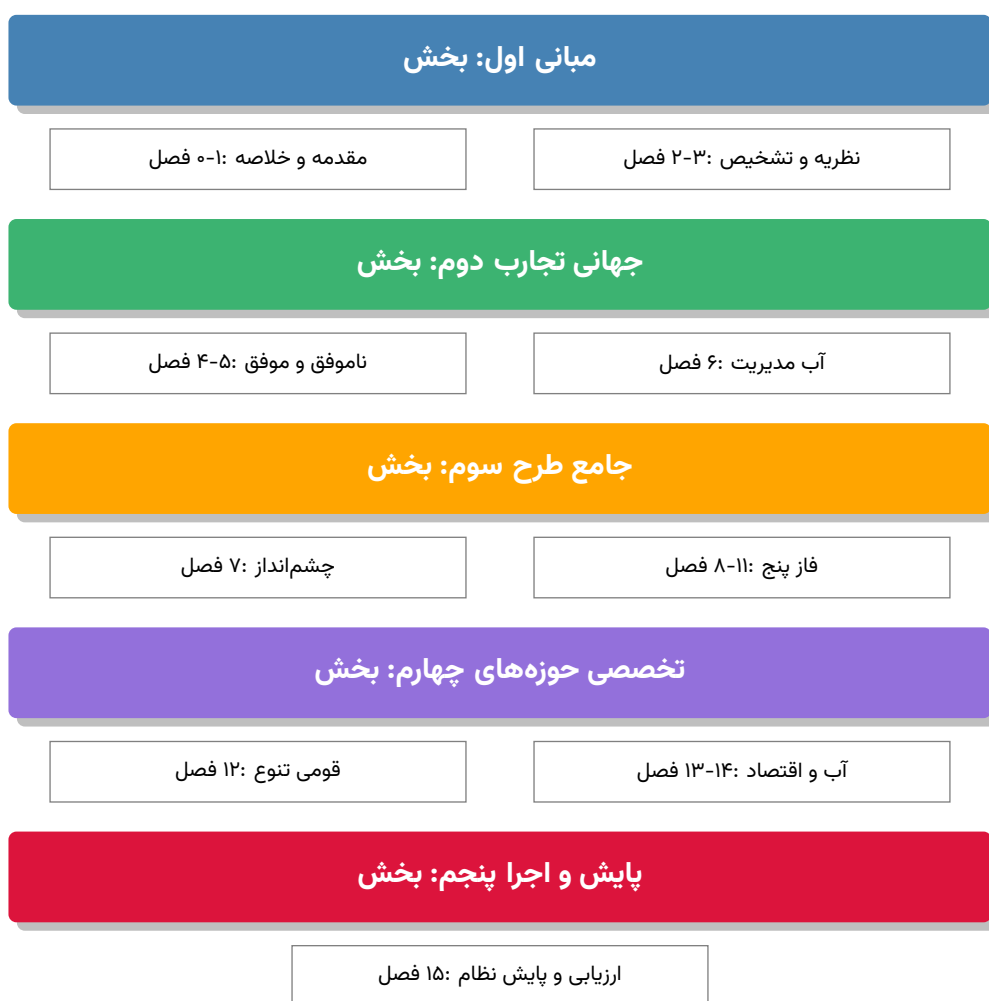 مبانی اول: بخش
مقدمه و خلاصه :۱-۰ فصل
نظریه و تشخیص :۳-۲ فصل
جهانی تجارب دوم: بخش
ناموفق و موفق :۵-۴ فصل
آب مدیریت :۶ فصل
جامع طرح سوم: بخش
چشم‌انداز :۷ فصل
فاز پنج :۱۱-۸ فصل
تخصصی حوزه‌های چهارم: بخش
قومی تنوع :۱۲ فصل
آب و اقتصاد :۱۴-۱۳ فصل
پایش و اجرا پنجم: بخش
ارزیابی و پایش نظام :۱۵ فصل